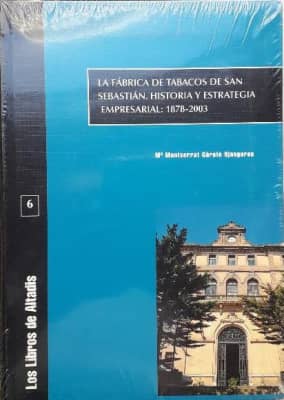 LA FÁBRICA DE TABACOS DE SAN
SEBASTIÁN. HISTORIA Y ESTRATEGIA
EMPRESARIAL: 1878-2003
Mª Montserrat Gárate Ojanguren
6
Los Libros de Altadis